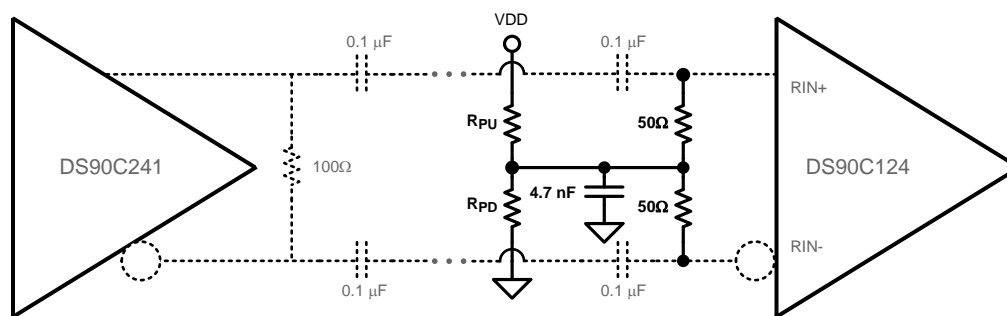 VDD
0.1 μF
0.1 μF
RIN+
RPU
50Ω
DS90C241
100Ω
DS90C124
4.7 nF
RPD
50Ω
RIN-
0.1 μF
0.1 μF